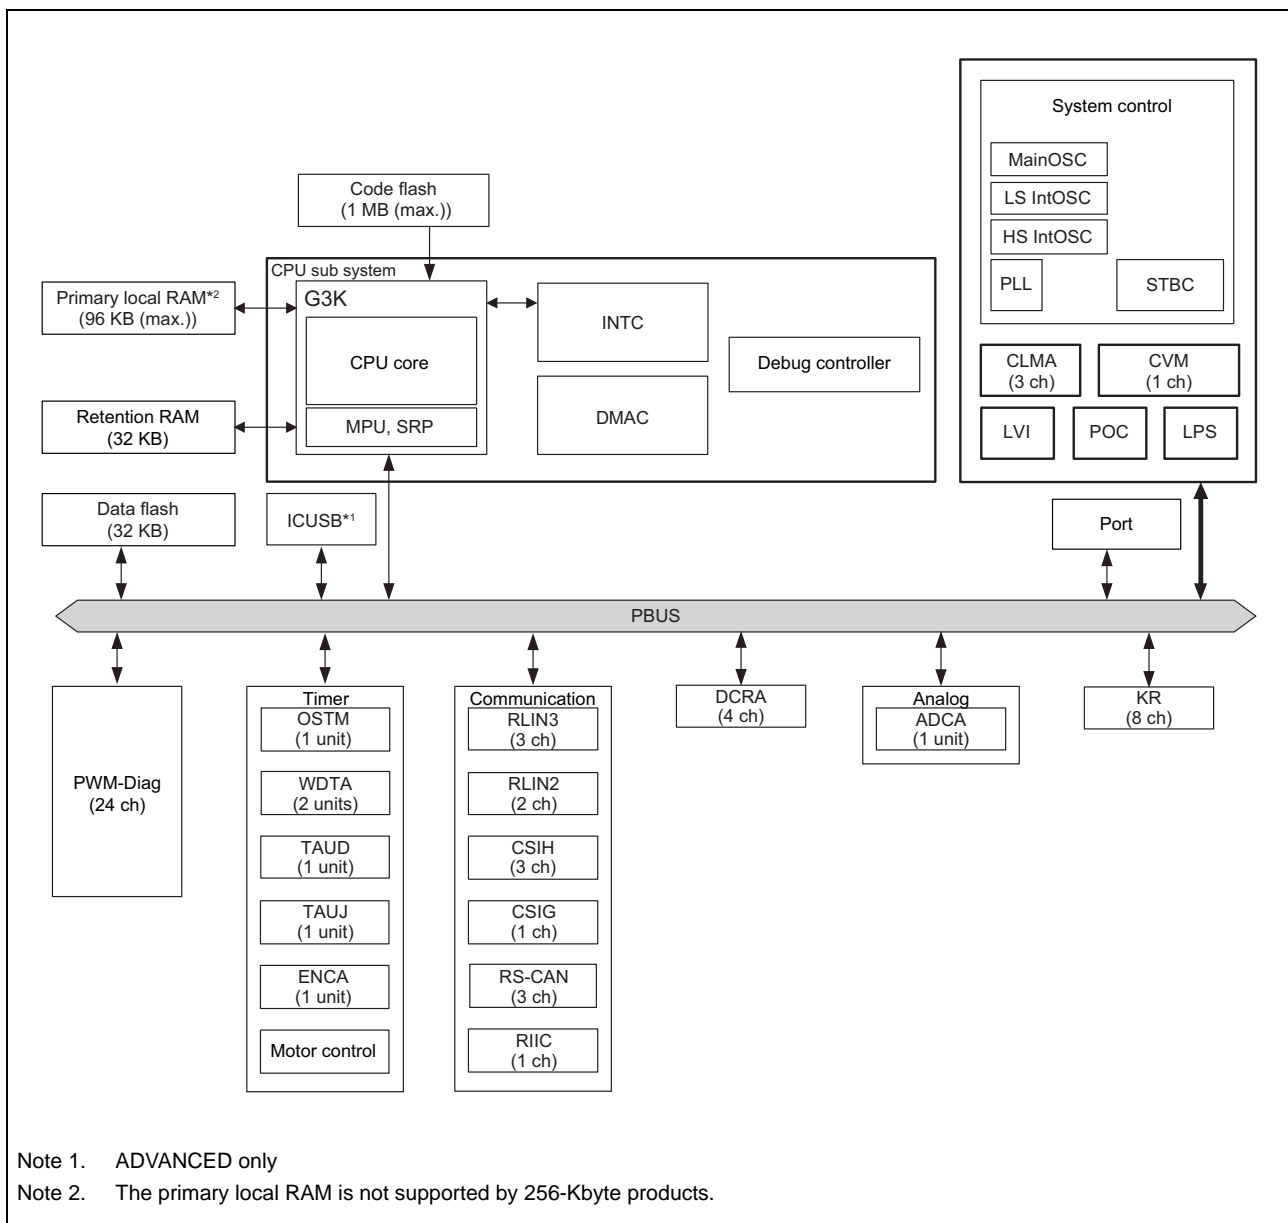 System control
MainOSC
LS IntOSC
HS IntOSC
PLL
STBC
CLMA
(3 ch)
CVM
(1 ch)
LVI
POC
LPS
Code flash
(1 MB (max.))
CPU sub system
G3K
CPU core
MPU, SRP
INTC
DMAC
Debug controller
Primary local RAM*2
(96 KB (max.))
Retention RAM
(32 KB)
Data flash
(32 KB)
ICUSB*1
Port
PBUS
PWM-Diag
(24 ch)
Timer
OSTM
(1 unit)
WDTA
(2 units)
TAUD
(1 unit)
TAUJ
(1 unit)
ENCA
(1 unit)
Motor control
Communication
RLIN3
(3 ch)
RLIN2
(2 ch)
CSIH
(3 ch)
CSIG
(1 ch)
RS-CAN
(3 ch)
RIIC
(1 ch)
DCRA
(4 ch)
Analog
ADCA
(1 unit)
KR
(8 ch)
Note 1. ADVANCED only
Note 2. The primary local RAM is not supported by 256-Kbyte products.